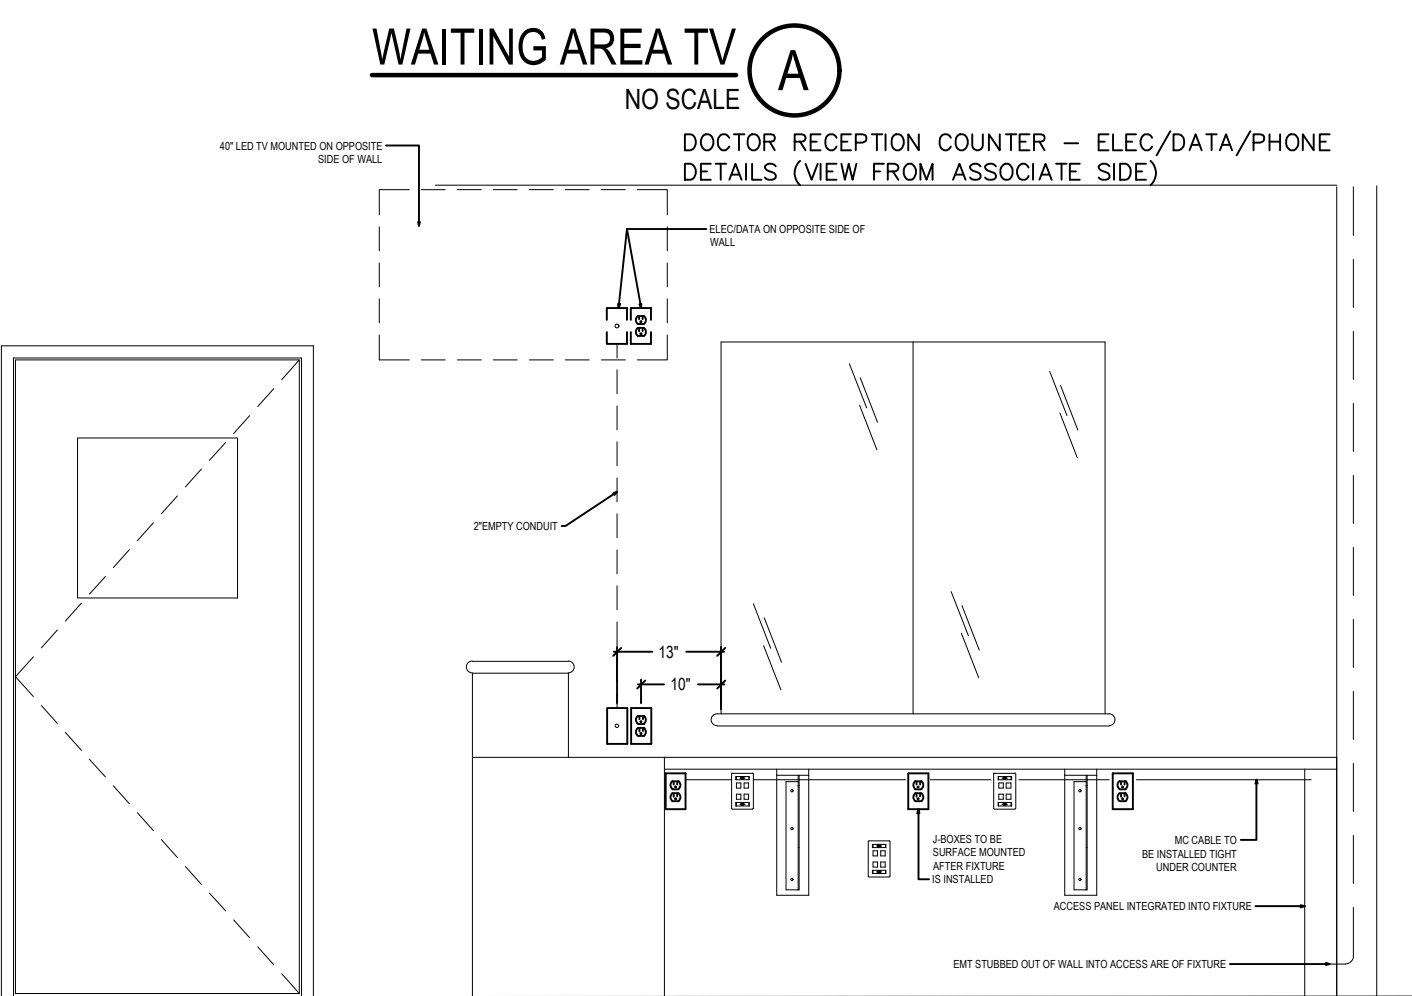 WAITING AREA TV
A
NO SCALE
DOCTOR RECEPTION COUNTER – ELEC/DATA/PHONE
DETAILS (VIEW FROM ASSOCIATE SIDE)
40" LED TV MOUNTED ON OPPOSITE
SIDE OF WALL
ELEC/DATA ON OPPOSITE SIDE OF
WALL
2"EMPTY CONDUIT
13"
10"
J-BOXES TO BE
SURFACE MOUNTED
AFTER FIXTURE
IS INSTALLED
MC CABLE TO
BE INSTALLED TIGHT
UNDER COUNTER
ACCESS PANEL INTEGRATED INTO FIXTURE
EMT STUBBED OUT OF WALL INTO ACCESS ARE OF FIXTURE